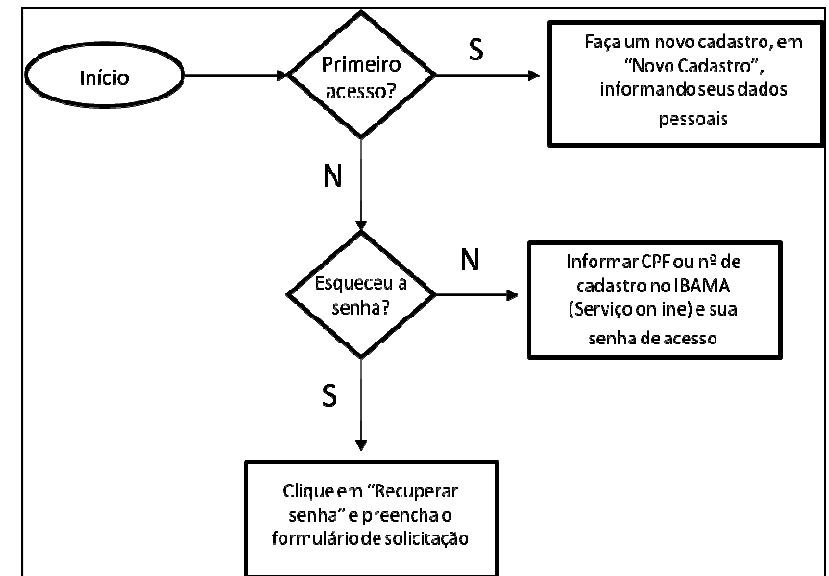 Início
Primeiro
acesso?
S
Faça um novo cadastro, em
“Novo Cadastro”,
informando seus dados
pessoais
N
Esqueceu a
senha?
N
Informar CPF ou nº de
cadastro no IBAMA
(Serviço on ine) e sua
senha de acesso
S
Clique em “Recuperar
senha” e preencha o
formulário de solicitação